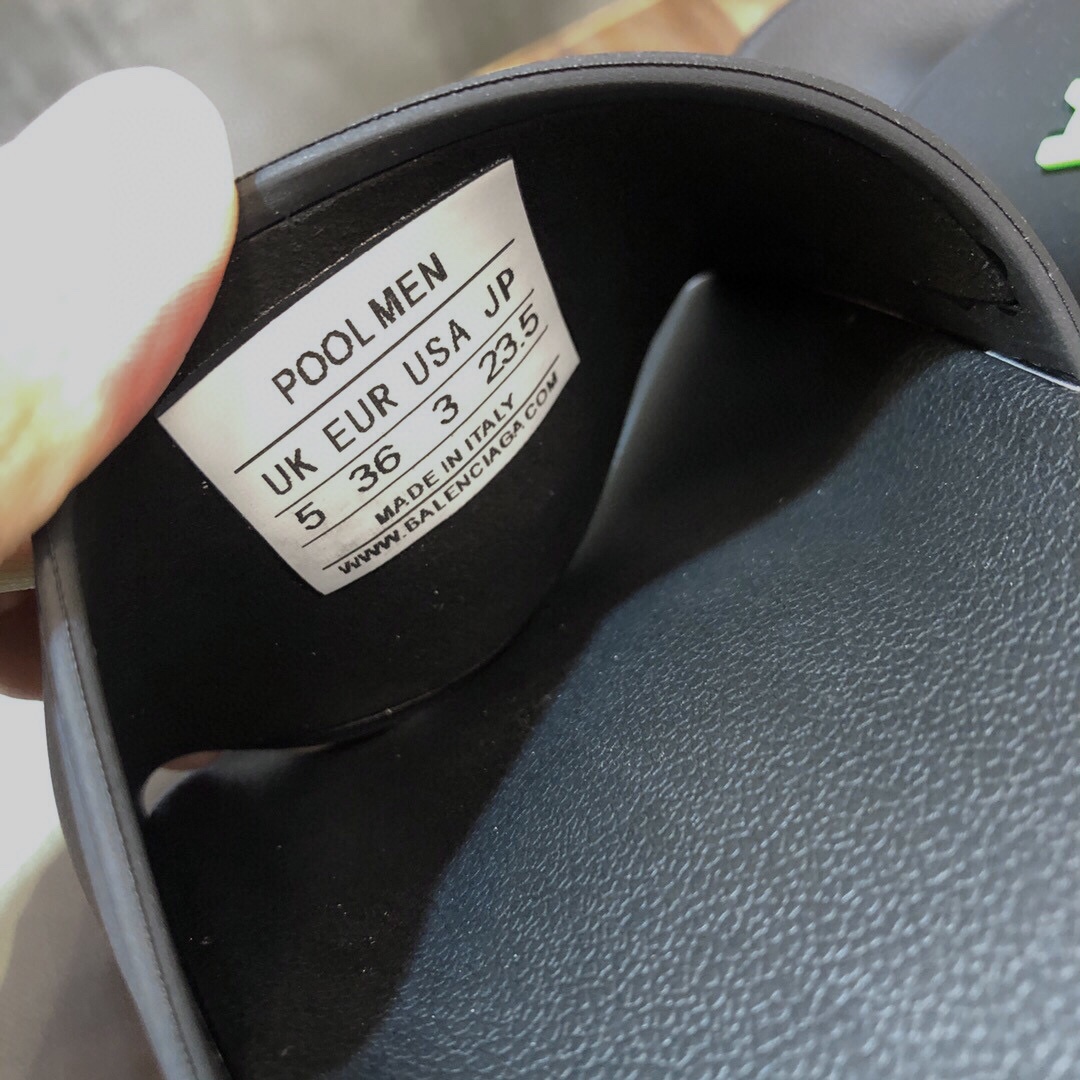 POOL MEN
UK EUR USA JP
5 36 3 23.5
MADE IN ITALY
WWW.BALENCIAGA.COM